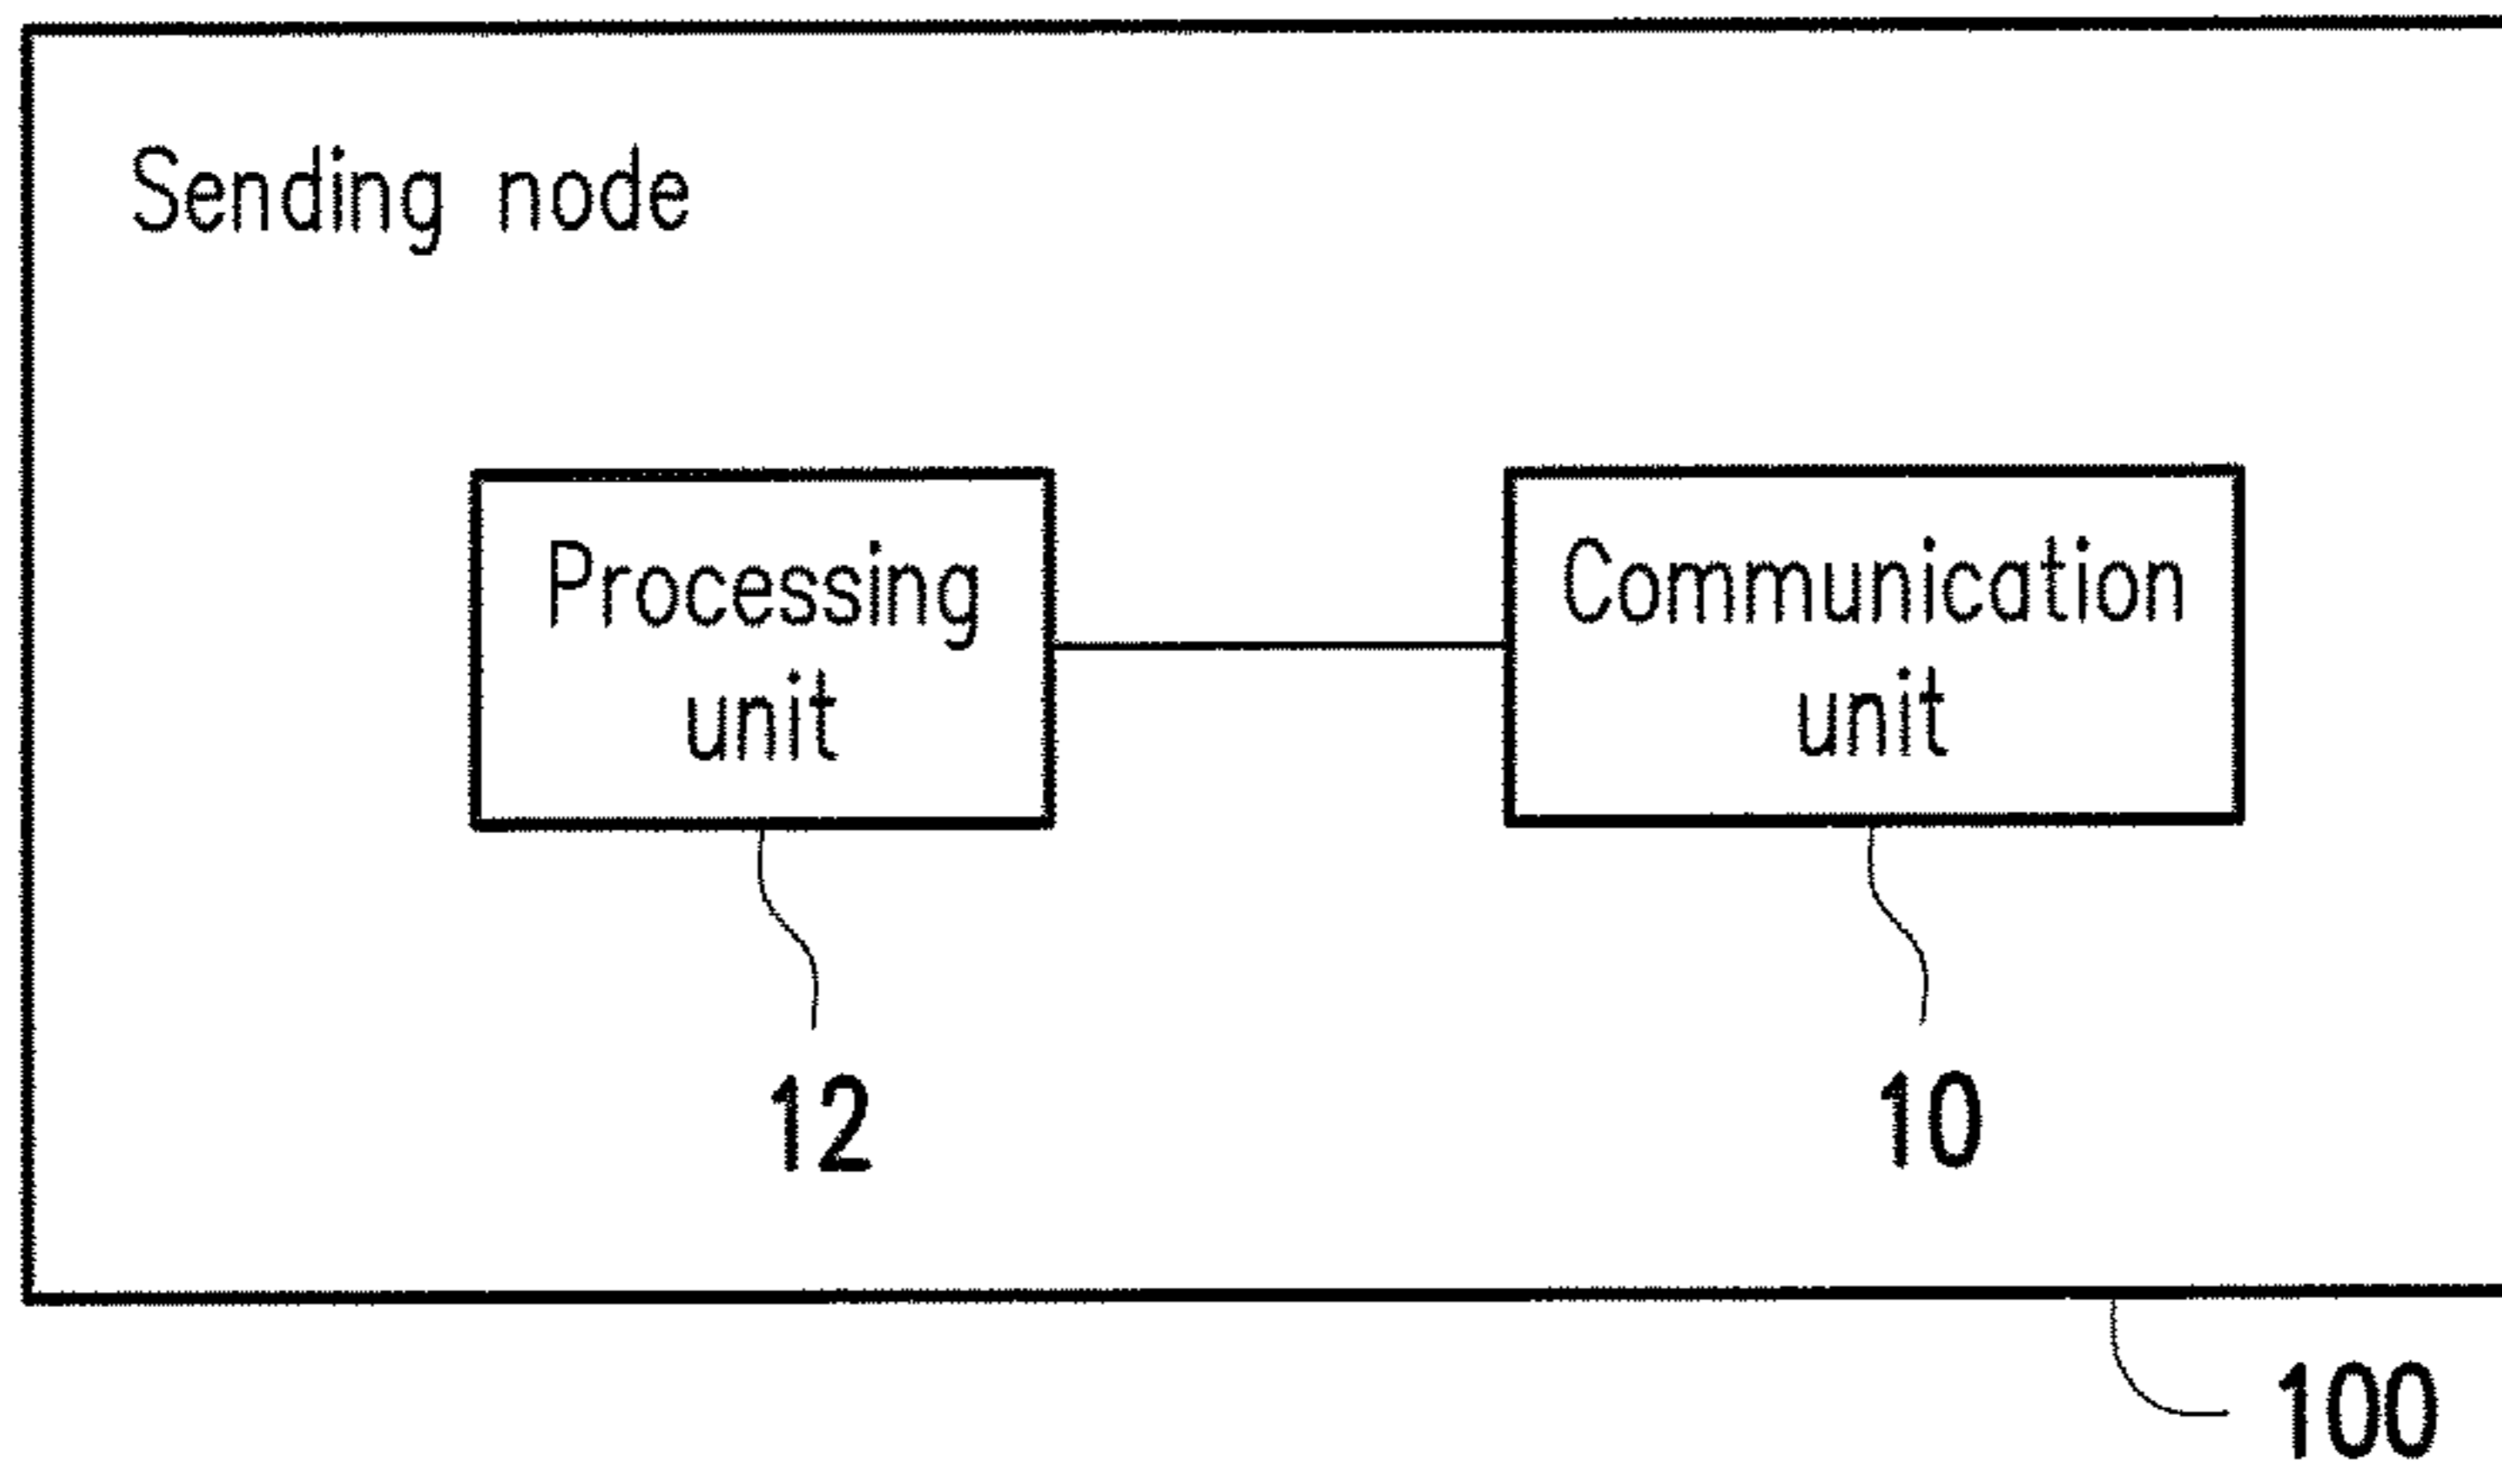 Sending node
Processing
unit
Communication
unit
12
10
100